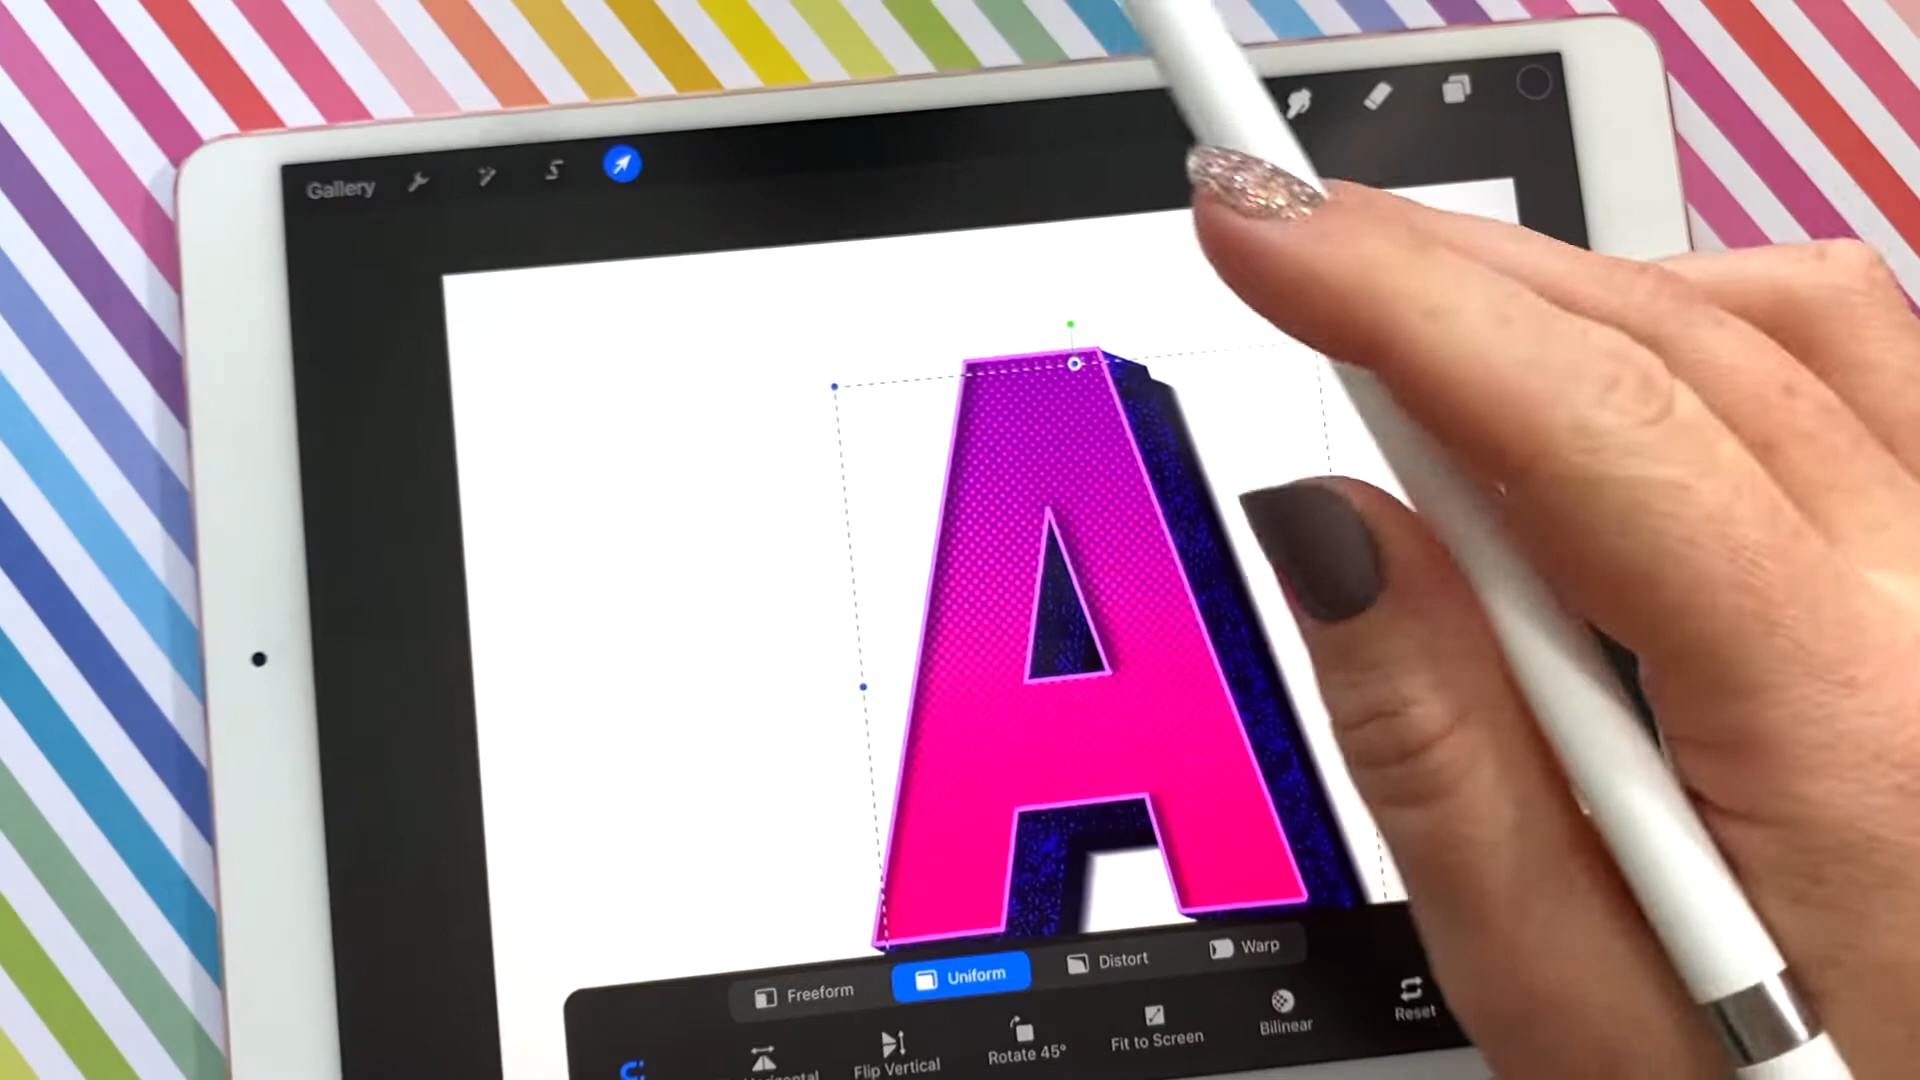 Gallery
A
Freeform
Uniform
Distort
Warp
Flip Vertical
Rotate 45°
Fit to Screen
Bilinear
Reset